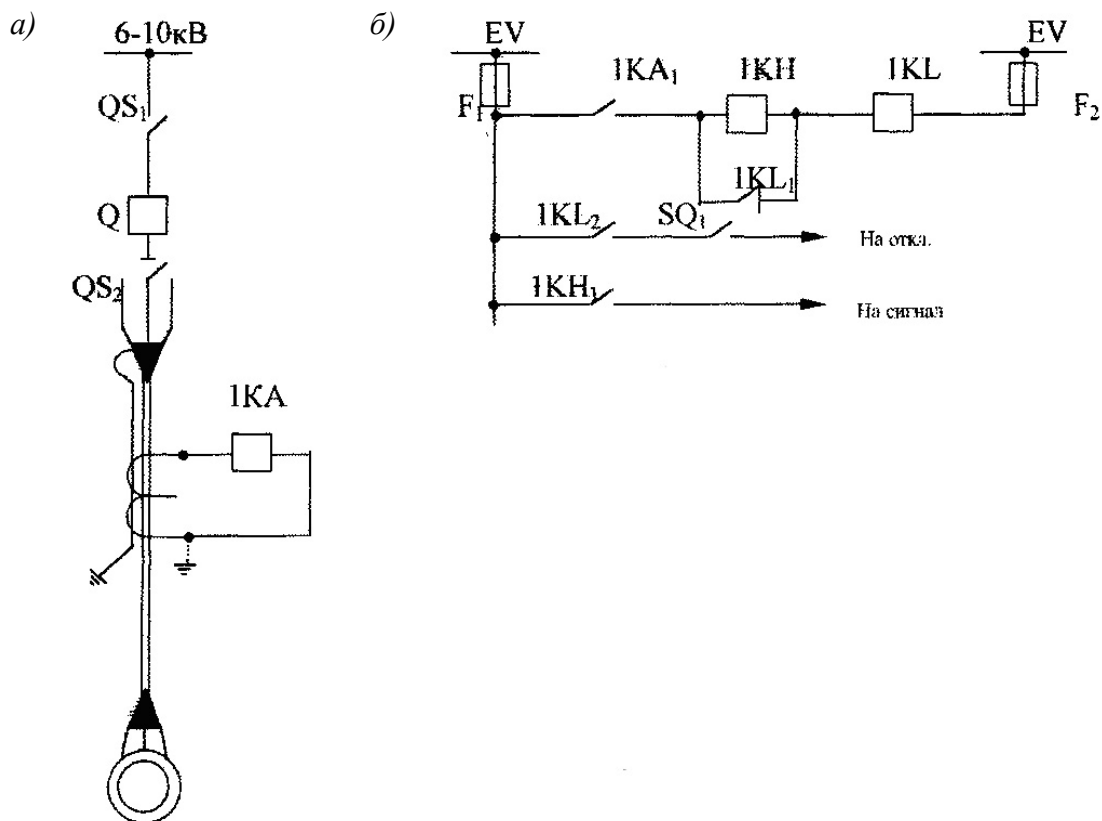 а)
6-10кВ
QS₁
Q
QS₂
1КА
б)
EV
EV
F₁
1KA₁
1KH
1KL
F₂
1KL₁
1KL₂
SQ₁
На откл.
1KH₁
На сигнал